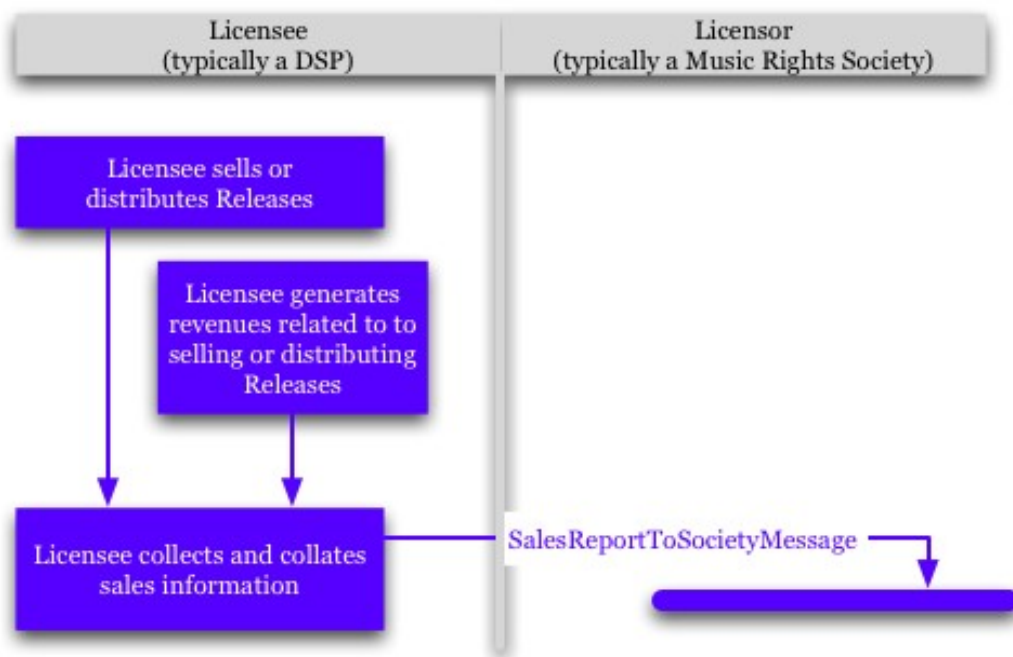 Licensee
(typically a DSP)
Licensor
(typically a Music Rights Society)
Licensee sells or
distributes Releases
Licensee generates
revenues related to to
selling or distributing
Releases
Licensee collects and collates
sales information
SalesReportToSocietyMessage